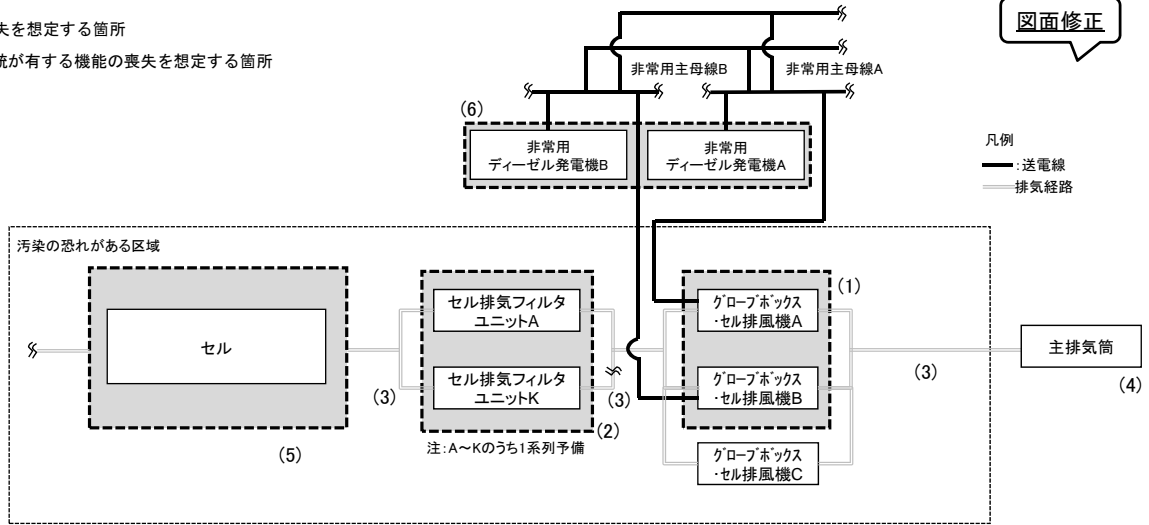 失を想定する箇所
統が有する機能の喪失を想定する箇所
図面修正
非常用主母線B
非常用主母線A
(6)
非常用
ディーゼル発電機B
非常用
ディーゼル発電機A
凡例
:送電線
排気経路
汚染の恐れがある区域
セル
(5)
(3)
セル排気フィルタ
ユニットA
セル排気フィルタ
ユニットK
(2)
注:A～Kのうち1系列予備
(3)
(1)
グローブボックス
・セル排風機A
グローブボックス
・セル排風機B
グローブボックス
・セル排風機C
(3)
主排気筒
(4)